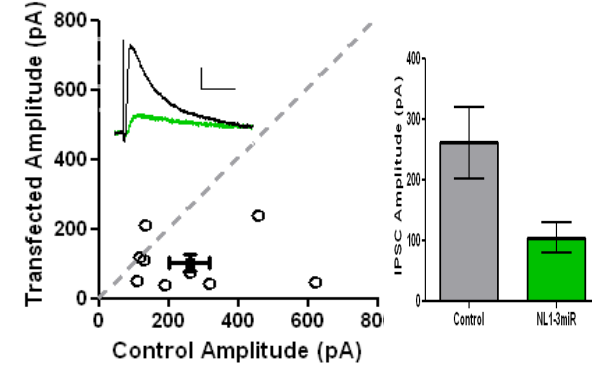 Transfected Amplitude (pA)
800
600
400
200
0
0 200 400 600 80
Control Amplitude (pA)
IPSC Amplitude (pA)
400
300
200
100
0
Control NL1-3miR